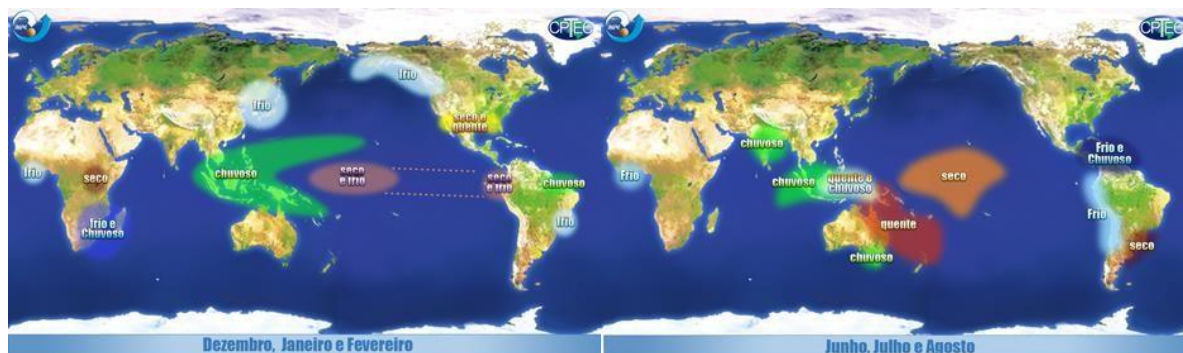 CPTEC
frio
frio
seco e
quente
frio
seco
chuvoso
seco
e frio
seco
e frio
chuvoso
frio e
Chuvoso
frio
Dezembro, Janeiro e Fevereiro
CPTEC
chuvoso
Frio e
Chuvoso
Frio
chuvoso
quente e
chuvoso
seco
Frio
quente
chuvoso
seco
Junho, Julho e Agosto